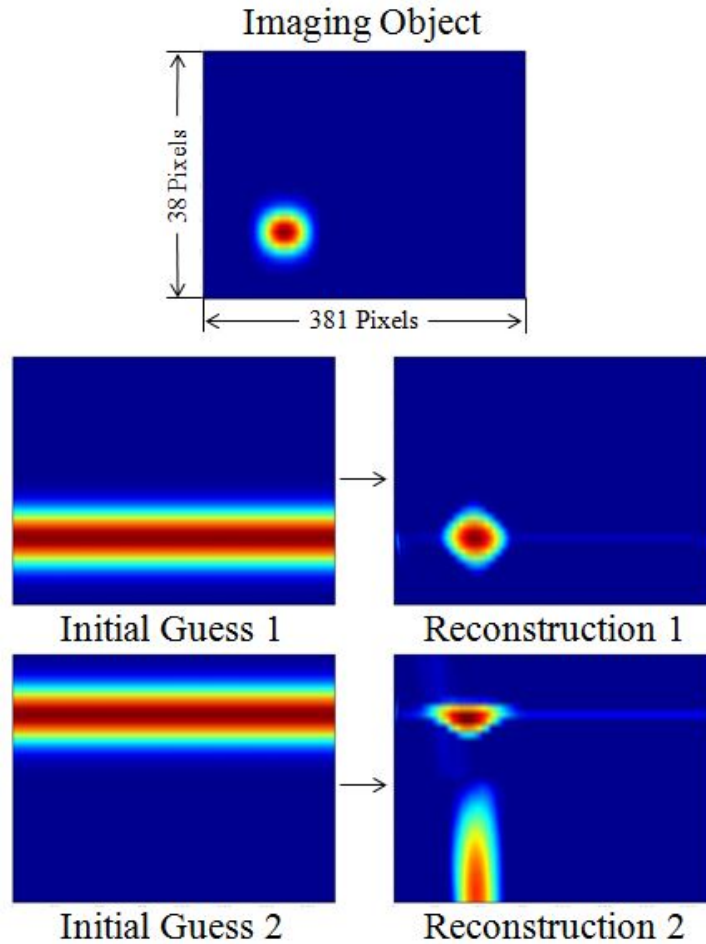 Imaging Object
38 Pixels
381 Pixels
Initial Guess 1
Reconstruction 1
Initial Guess 2
Reconstruction 2